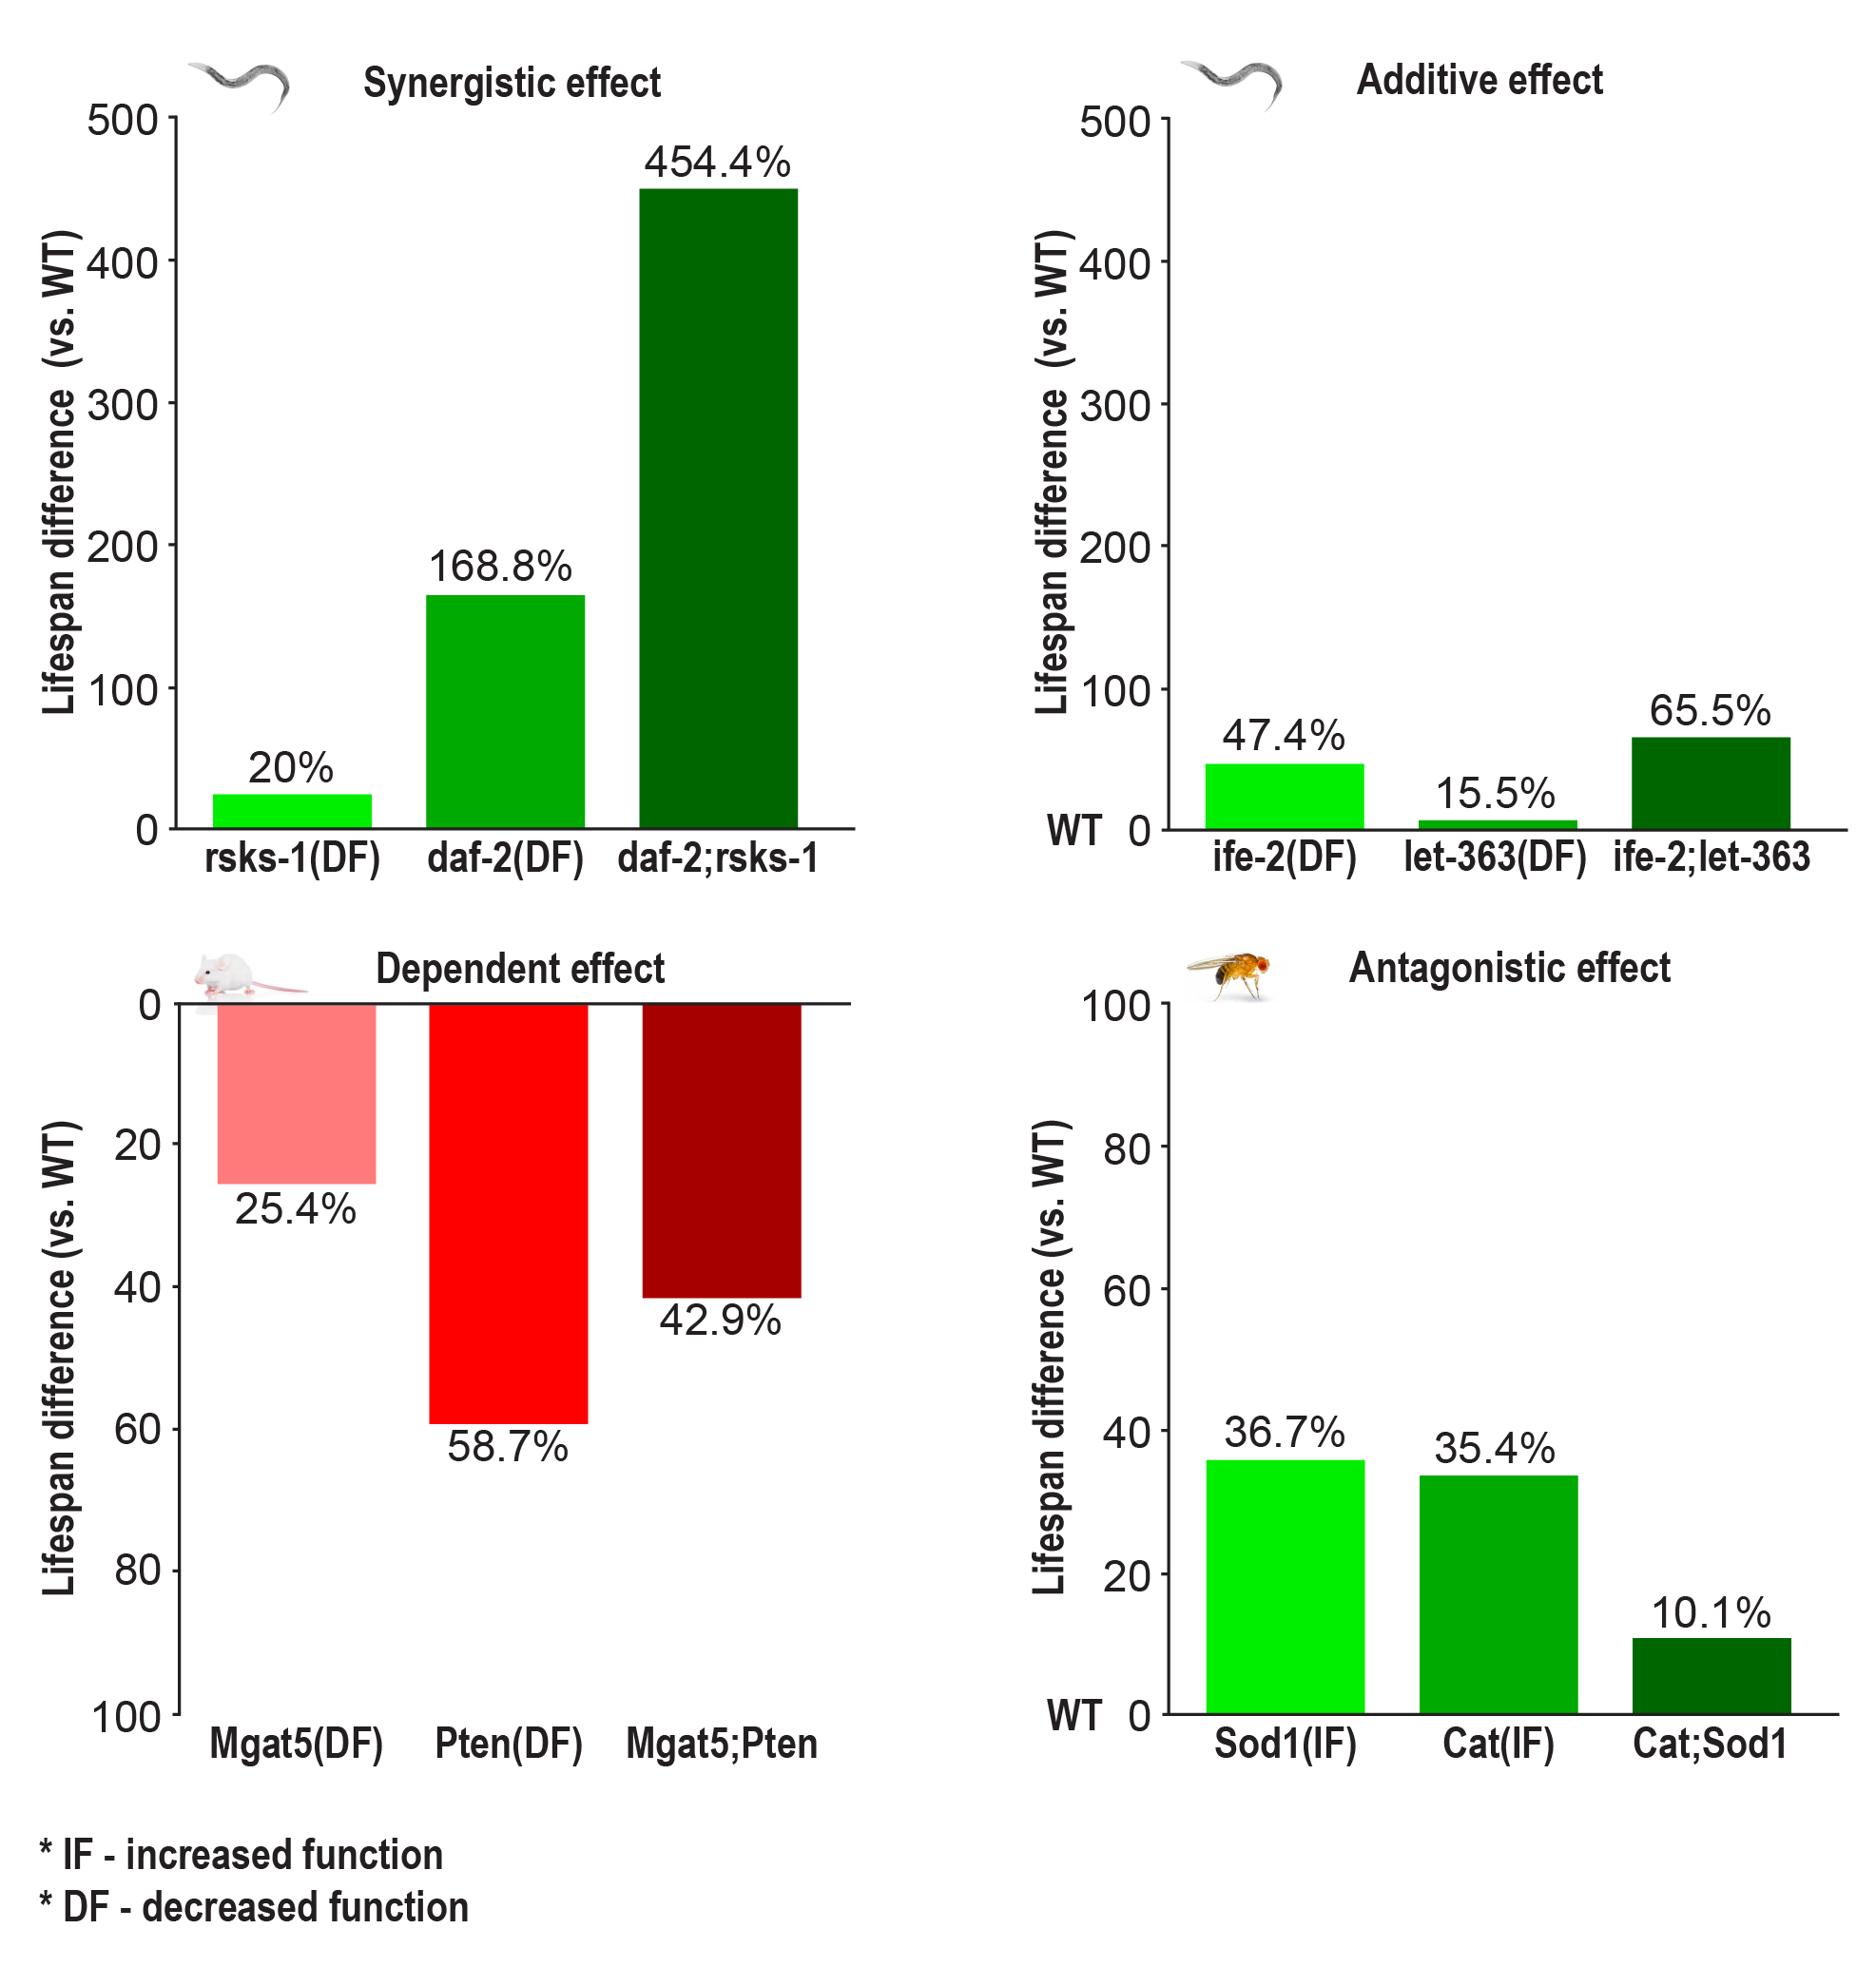 Synergistic effect
Lifespan difference (vs. WT)
500
400
300
200
100
0
454.4%
168.8%
20%
rsks-1(DF) daf-2(DF) daf-2;rsks-1
Additive effect
Lifespan difference (vs. WT)
500
400
300
200
100
WT 0
47.4%
15.5%
65.5%
ife-2(DF) let-363(DF) ife-2;let-363
Dependent effect
Lifespan difference (vs. WT)
0
20
40
60
80
100
25.4%
58.7%
42.9%
Mgat5(DF) Pten(DF) Mgat5;Pten
Antagonistic effect
Lifespan difference (vs. WT)
100
80
60
40
20
WT 0
36.7%
35.4%
10.1%
Sod1(IF) Cat(IF) Cat;Sod1
* IF - increased function
* DF - decreased function